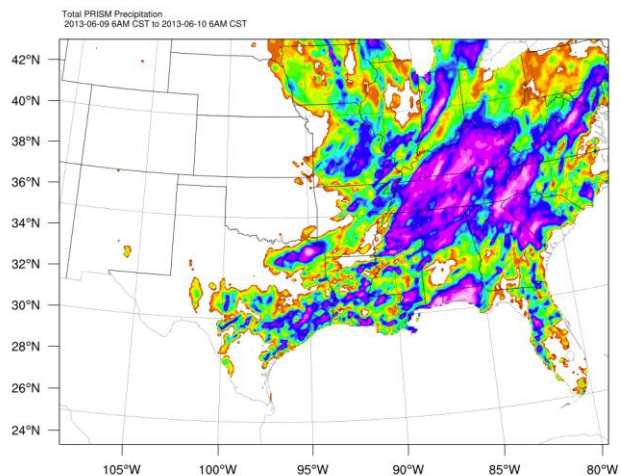 Total PRISM Precipitation
2013-06-09 6AM CST to 2013-06-10 6AM CST
42°N
40°N
38°N
36°N
34°N
32°N
30°N
28°N
26°N
24°N
105°W
100°W
95°W
90°W
85°W
80°W